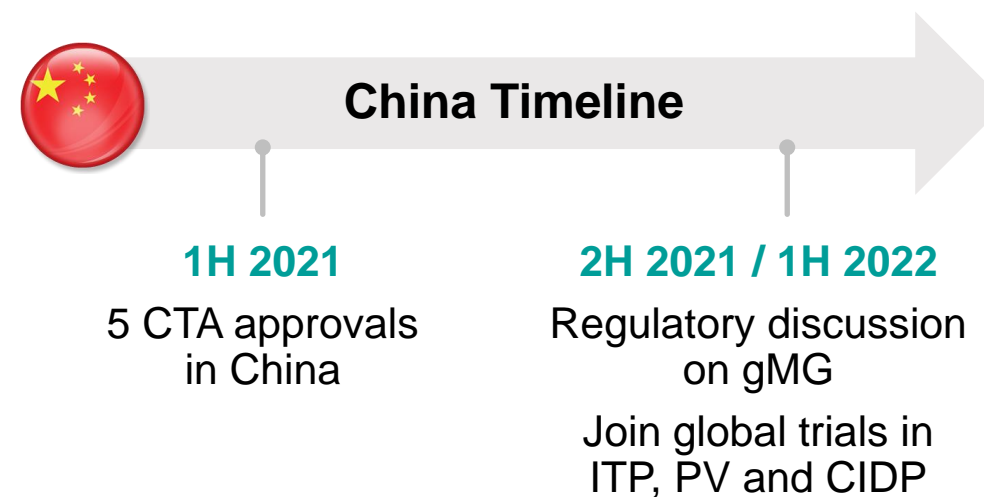 China Timeline
1H 2021
5 CTA approvals
in China
2H 2021 / 1H 2022
Regulatory discussion
on gMG
Join global trials in
ITP, PV and CIDP